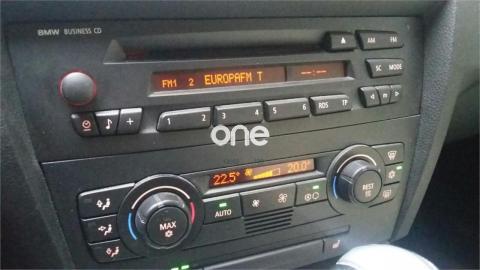 BMW BUSINESS CD
AM FM
FM1 2 EUROPAFM T --:--
SC MODE
1 2 3 4 5 6 RDS TP
one
22.5° 20.0°
MAX AUTO REST